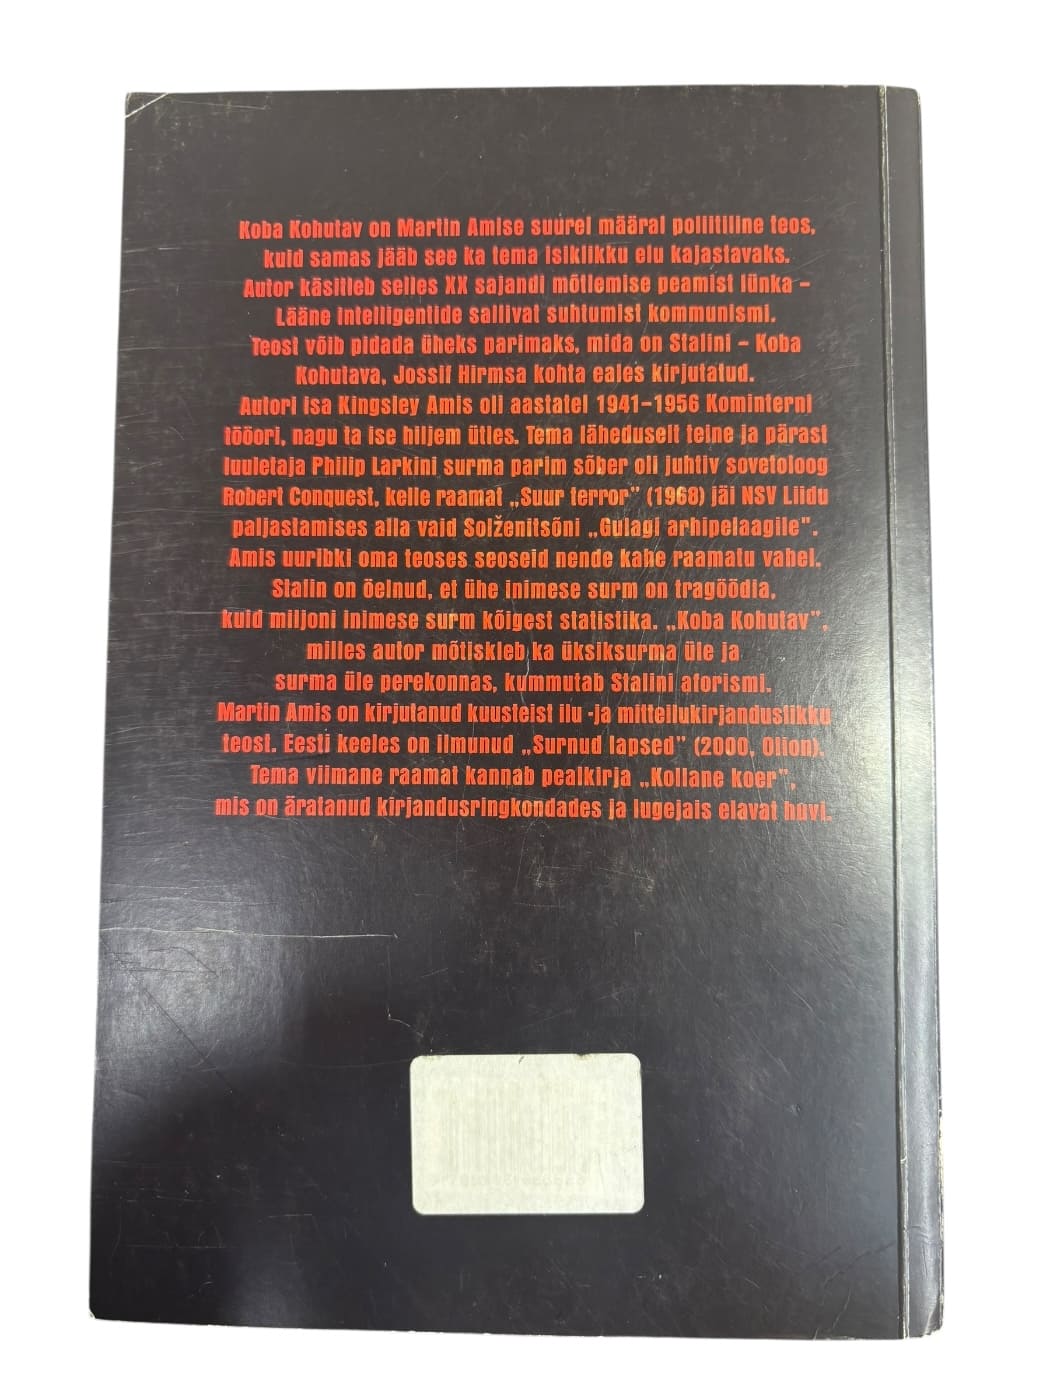 Koba Kohutav on Martin Amise suurel määral poliitiline teos,
kuid samas jääb see ka tema isiklikku elu kajastavaks.
Autor käsitleb selles XX sajandi mõtlemise peamist lünka –
Lääne intelligentide sallivat suhtumist kommunismi.
Teost võib pidada üheks parimaks, mida on Stalini – Koba
Kohutava, Jossif Hirmsa kohta eales kirjutatud.
Autori isa Kingsley Amis oli aastatel 1941–1956 Kominterni
tööori, nagu ta ise hiljem ütles. Tema läheduselt teine ja pärast
luuletaja Philip Larkini surma parim sõber oli juhtiv sovetoloog
Robert Conquest, kelle raamat „Suur terror” (1968) jäi NSV Liidu
paljastamises alla vaid Solženitsõni „Gulagi arhipelaagile”.
Amis uuribki oma teoses seoseid nende kahe raamatu vahel.
Stalin on öelnud, et ühe inimese surm on tragöödia,
kuid miljoni inimese surm kõigest statistika. „Koba Kohutav”,
milles autor mõtiskleb ka üksiksurma üle ja
surma üle perekonnas, kummutab Stalini aforismi.
Martin Amis on kirjutanud kuusteist ilu -ja mitteilukirjanduslikku
teost. Eesti keeles on ilmunud „Surnud lapsed” (2000, Olion).
Tema viimane raamat kannab pealkirja „Kollane koer”,
mis on äratanud kirjandusringkondades ja lugejais elavat huvi.